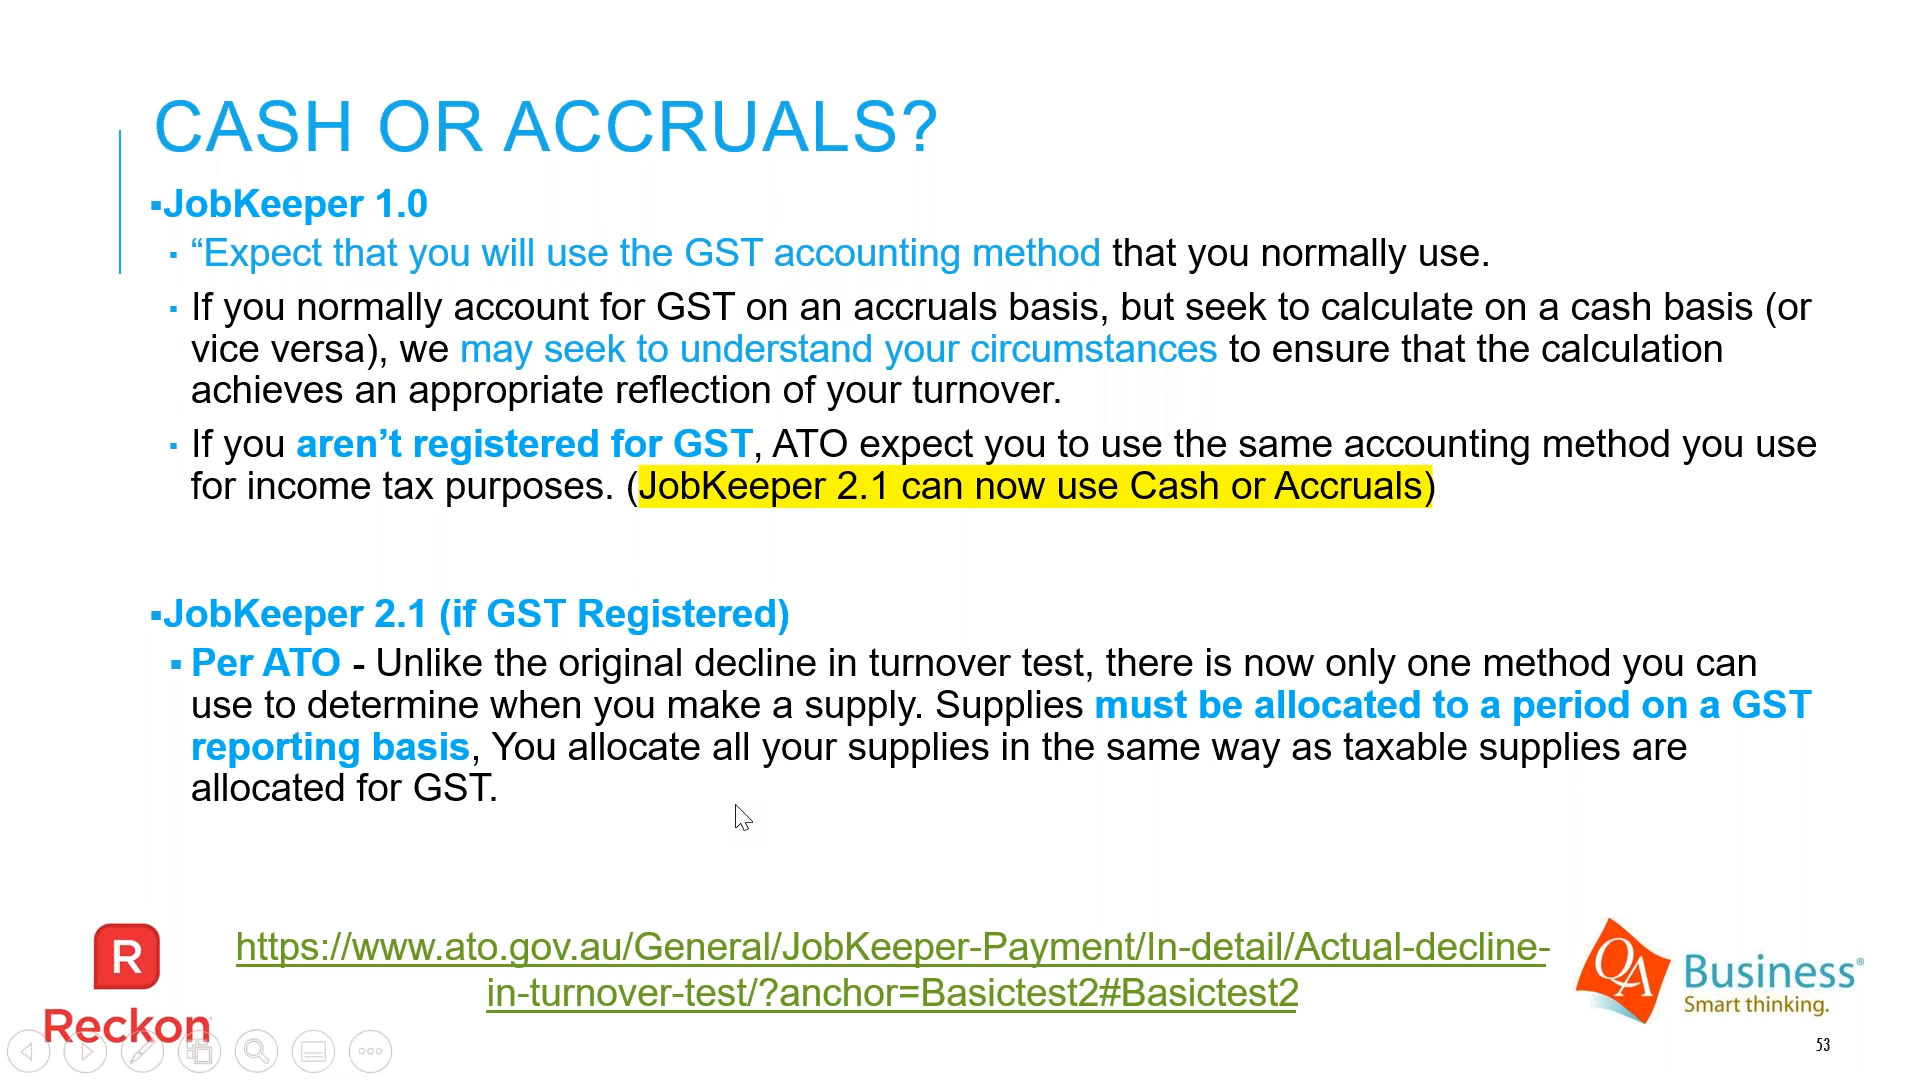 CASH OR ACCRUALS?
▪JobKeeper 1.0
▪ “Expect that you will use the GST accounting method that you normally use.
▪ If you normally account for GST on an accruals basis, but seek to calculate on a cash basis (or
vice versa), we may seek to understand your circumstances to ensure that the calculation
achieves an appropriate reflection of your turnover.
▪ If you aren’t registered for GST, ATO expect you to use the same accounting method you use
for income tax purposes. (JobKeeper 2.1 can now use Cash or Accruals)
▪JobKeeper 2.1 (if GST Registered)
▪ Per ATO - Unlike the original decline in turnover test, there is now only one method you can
use to determine when you make a supply. Supplies must be allocated to a period on a GST
reporting basis, You allocate all your supplies in the same way as taxable supplies are
allocated for GST.
https://www.ato.gov.au/General/JobKeeper-Payment/In-detail/Actual-decline-
in-turnover-test/?anchor=Basictest2#Basictest2
R
Reckon
QA
Business®
Smart thinking.
53